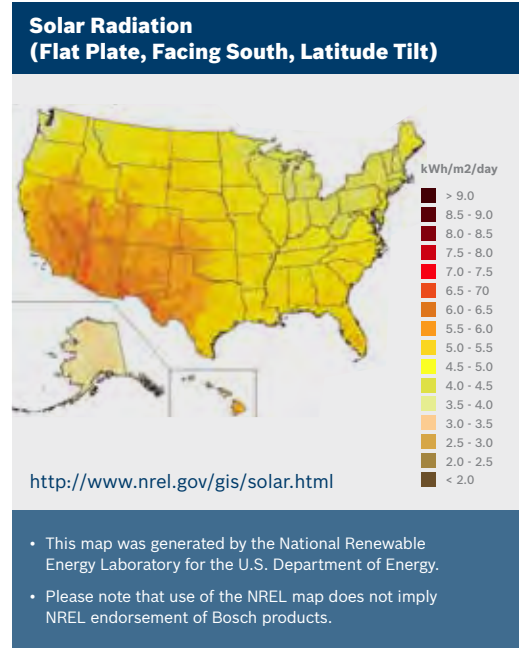 Solar Radiation
(Flat Plate, Facing South, Latitude Tilt)
kWh/m2/day
> 9.0
8.5 - 9.0
8.0 - 8.5
7.5 - 8.0
7.0 - 7.5
6.5 - 70
6.0 - 6.5
5.5 - 6.0
5.0 - 5.5
4.5 - 5.0
4.0 - 4.5
3.5 - 4.0
3.0 - 3.5
2.5 - 3.0
2.0 - 2.5
< 2.0
http://www.nrel.gov/gis/solar.html
• This map was generated by the National Renewable
Energy Laboratory for the U.S. Department of Energy.
• Please note that use of the NREL map does not imply
NREL endorsement of Bosch products.